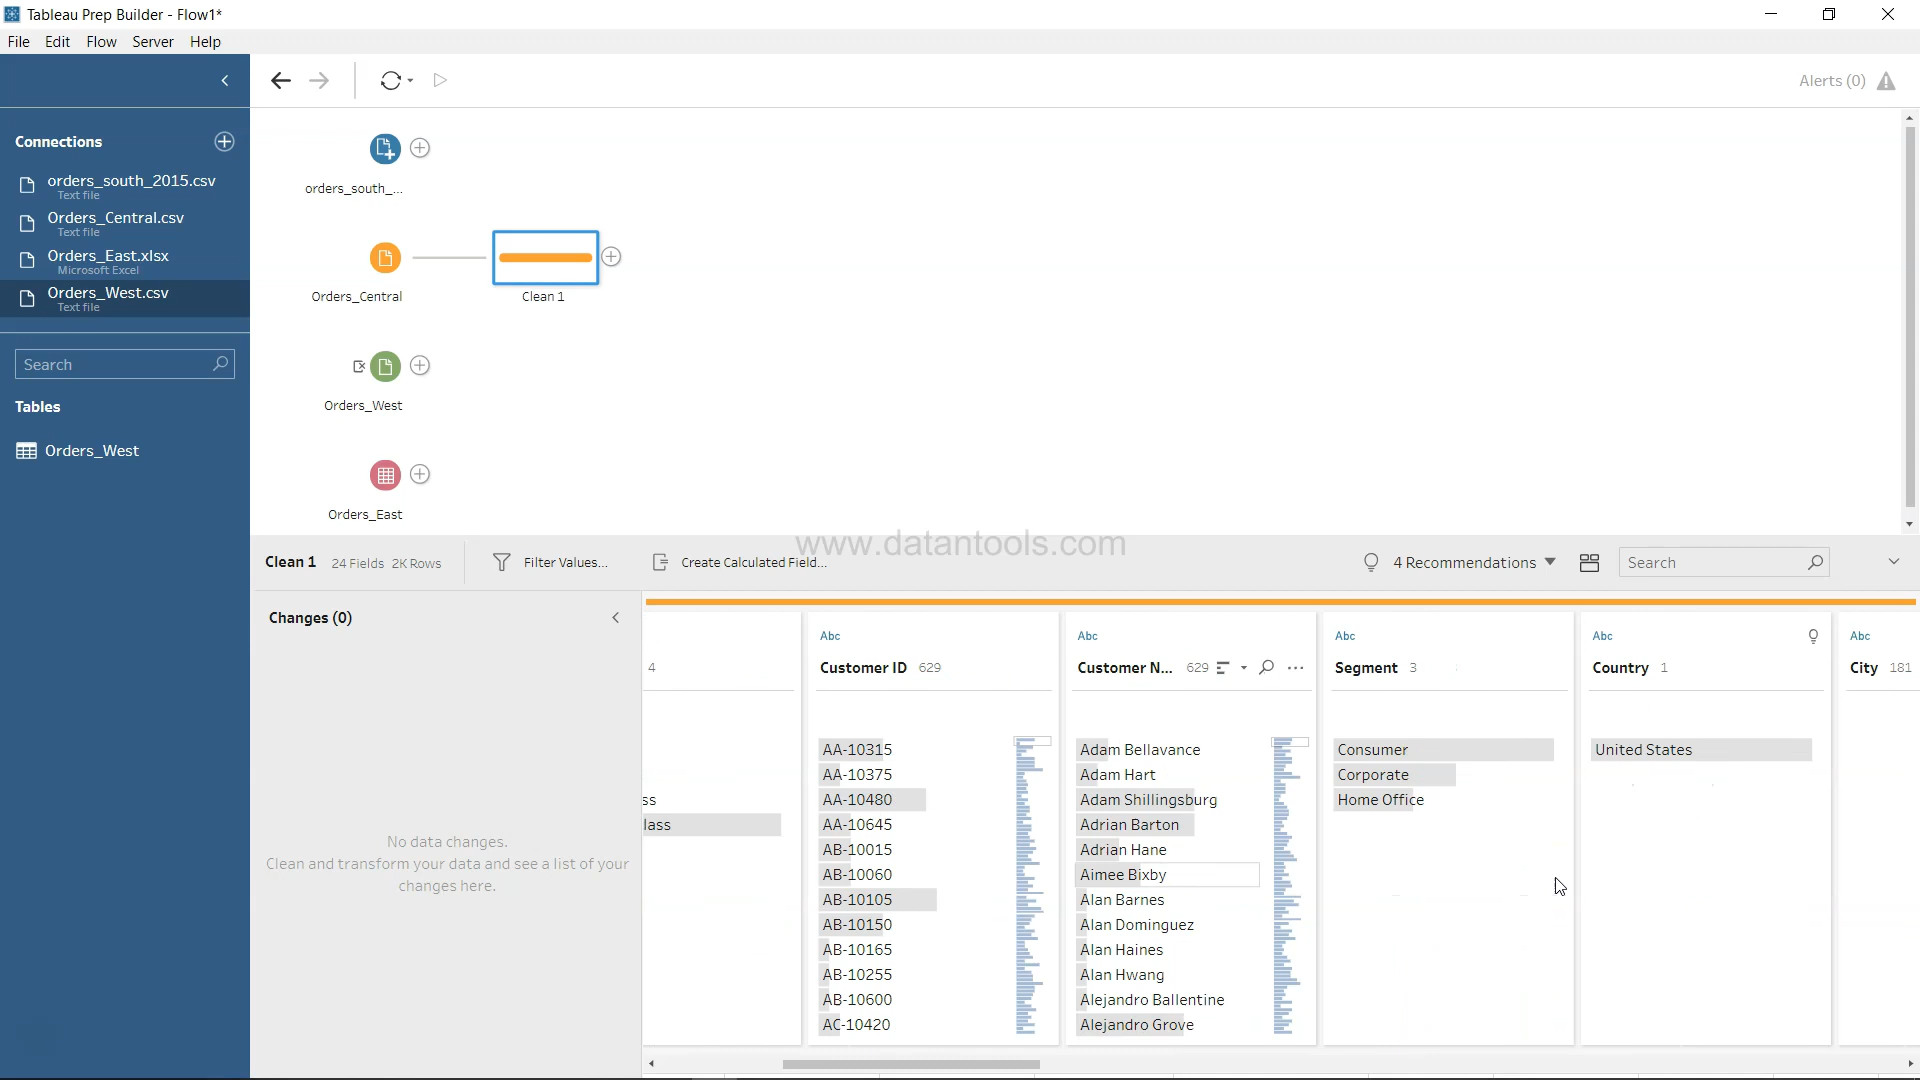 Tableau Prep Builder - Flow1*
File Edit Flow Server Help
Alerts (0)
Connections
orders_south_2015.csv
Text file
Orders_Central.csv
Text file
Orders_East.xlsx
Microsoft Excel
Orders_West.csv
Text file
Search
Tables
Orders_West
orders_south_...
Orders_Central
Clean 1
Orders_West
Orders_East
www.datantools.com
Clean 1 24 Fields 2K Rows Filter Values... Create Calculated Field... 4 Recommendations Search
Changes (0)
No data changes.
Clean and transform your data and see a list of your
changes here.
4
ss
lass
Abc
Customer ID 629
AA-10315
AA-10375
AA-10480
AA-10645
AB-10015
AB-10060
AB-10105
AB-10150
AB-10165
AB-10255
AB-10600
AC-10420
Abc
Customer N... 629
Adam Bellavance
Adam Hart
Adam Shillingsburg
Adrian Barton
Adrian Hane
Aimee Bixby
Alan Barnes
Alan Dominguez
Alan Haines
Alan Hwang
Alejandro Ballentine
Alejandro Grove
Abc
Segment 3
Consumer
Corporate
Home Office
Abc
Country 1
United States
Abc
City 181